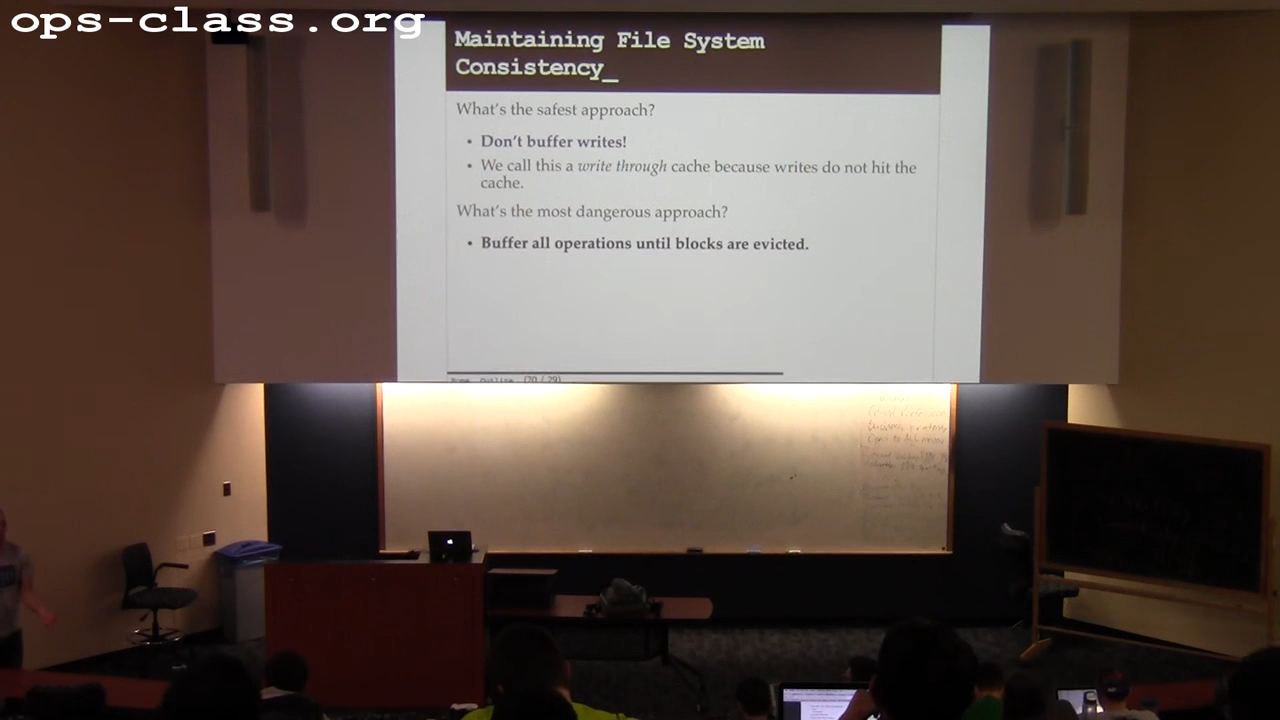 ops-class.org
Maintaining File System
Consistency_
What's the safest approach?
• Don't buffer writes!
• We call this a write through cache because writes do not hit the
cache.
What's the most dangerous approach?
• Buffer all operations until blocks are evicted.